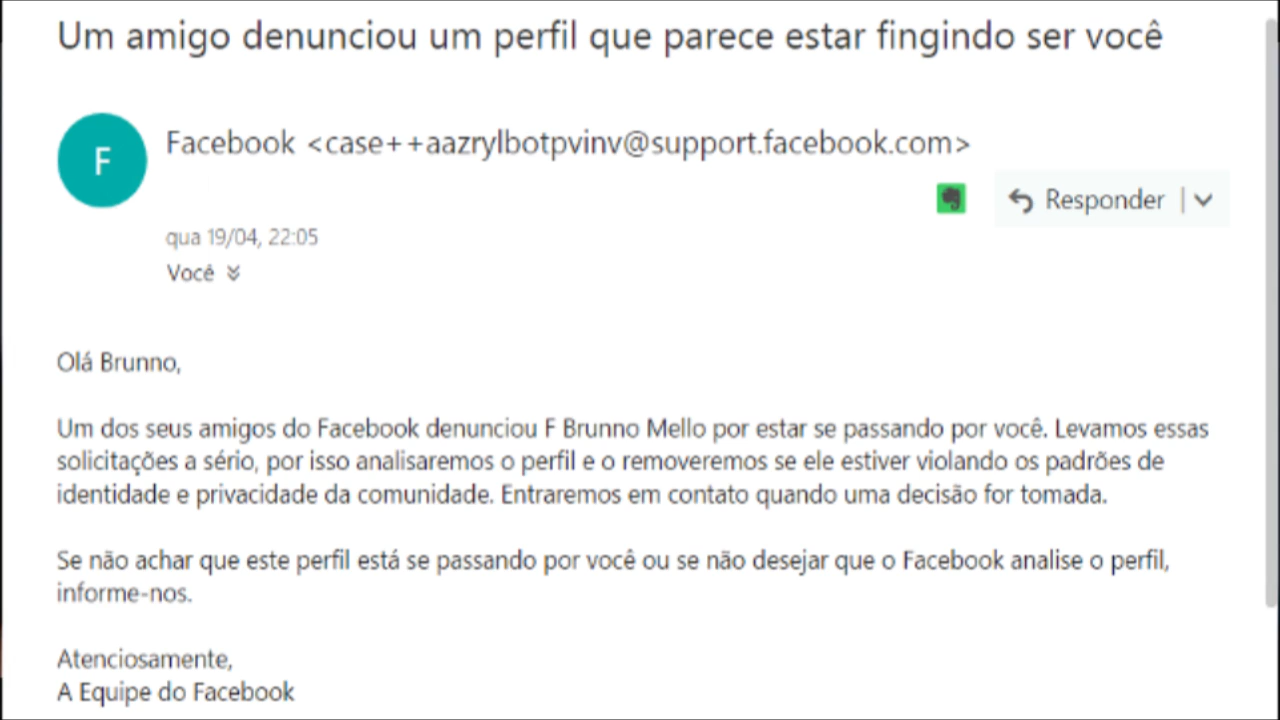 Um amigo denunciou um perfil que parece estar fingindo ser você
F
Facebook <case++aazrylbotpvinv@support.facebook.com>
Responder
qua 19/04, 22:05
Você
Olá Brunno,
Um dos seus amigos do Facebook denunciou F Brunno Mello por estar se passando por você. Levamos essas
solicitações a sério, por isso analisaremos o perfil e o removeremos se ele estiver violando os padrões de
identidade e privacidade da comunidade. Entraremos em contato quando uma decisão for tomada.
Se não achar que este perfil está se passando por você ou se não desejar que o Facebook analise o perfil,
informe-nos.
Atenciosamente,
A Equipe do Facebook